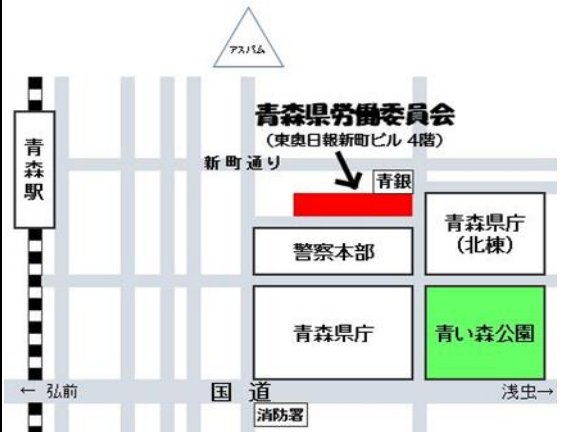 アスパム
青森県労働委員会
(東奥日報新町ビル 4階)
新町通り
青銀
青森駅
青森県庁
(北棟)
警察本部
青森県庁
青い森公園
← 弘前
国 道
浅虫→
消防署